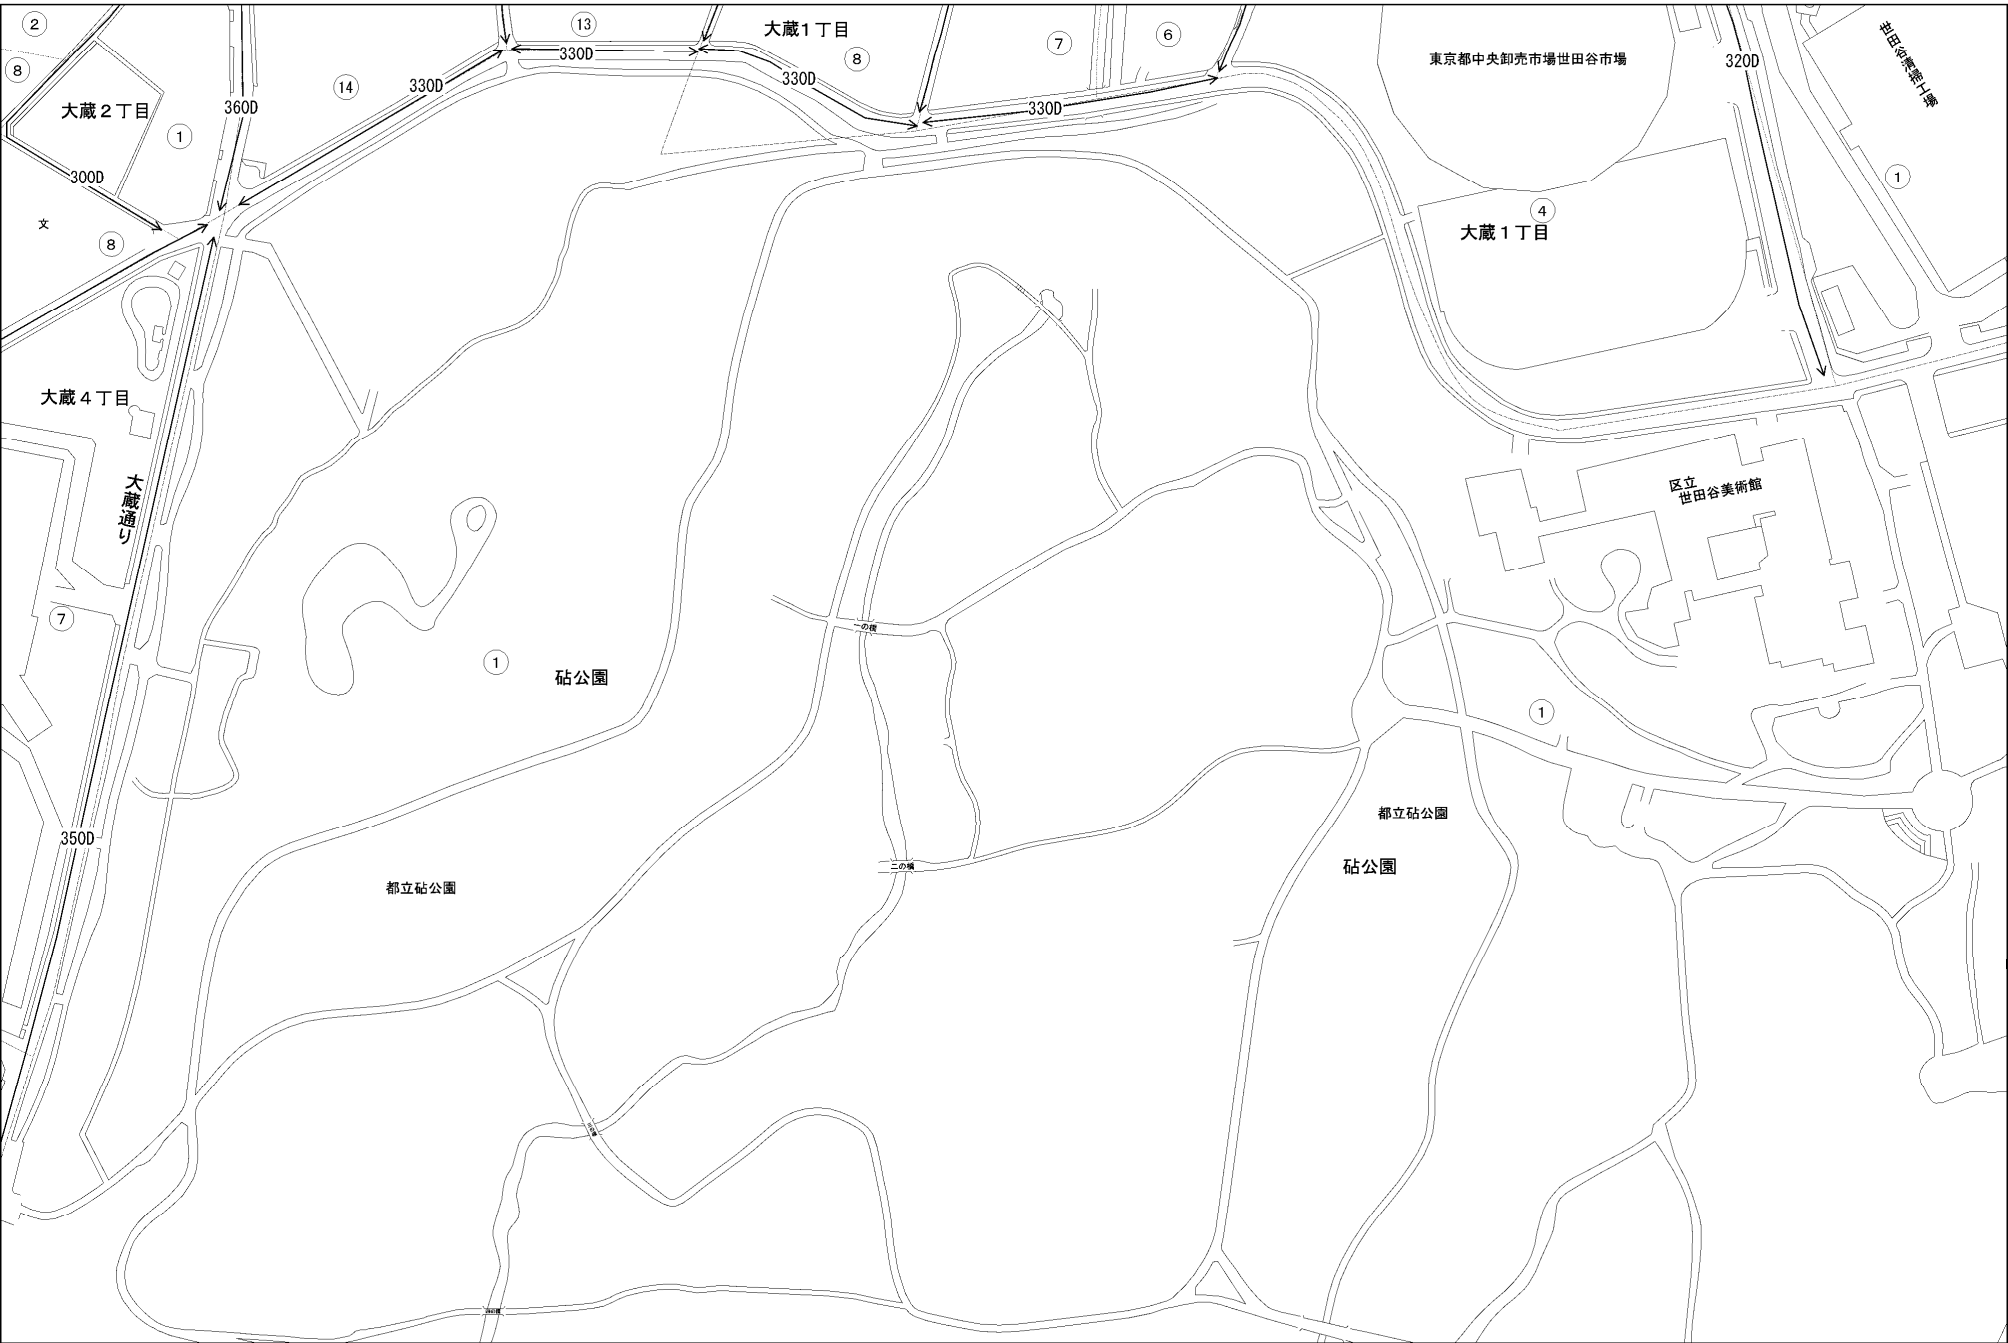 ②
⑬
大蔵１丁目
⑧
⑦
⑥
東京都中央卸売市場世田谷市場
320D
世田谷清掃工場
⑧
330D
330D
330D
330D
⑭
大蔵２丁目
360D
①
①
300D
文
⑧
④
大蔵１丁目
大蔵４丁目
大蔵通り
区立
世田谷美術館
⑦
一の橋
①
砧公園
①
350D
都立砧公園
砧公園
二の橋
都立砧公園